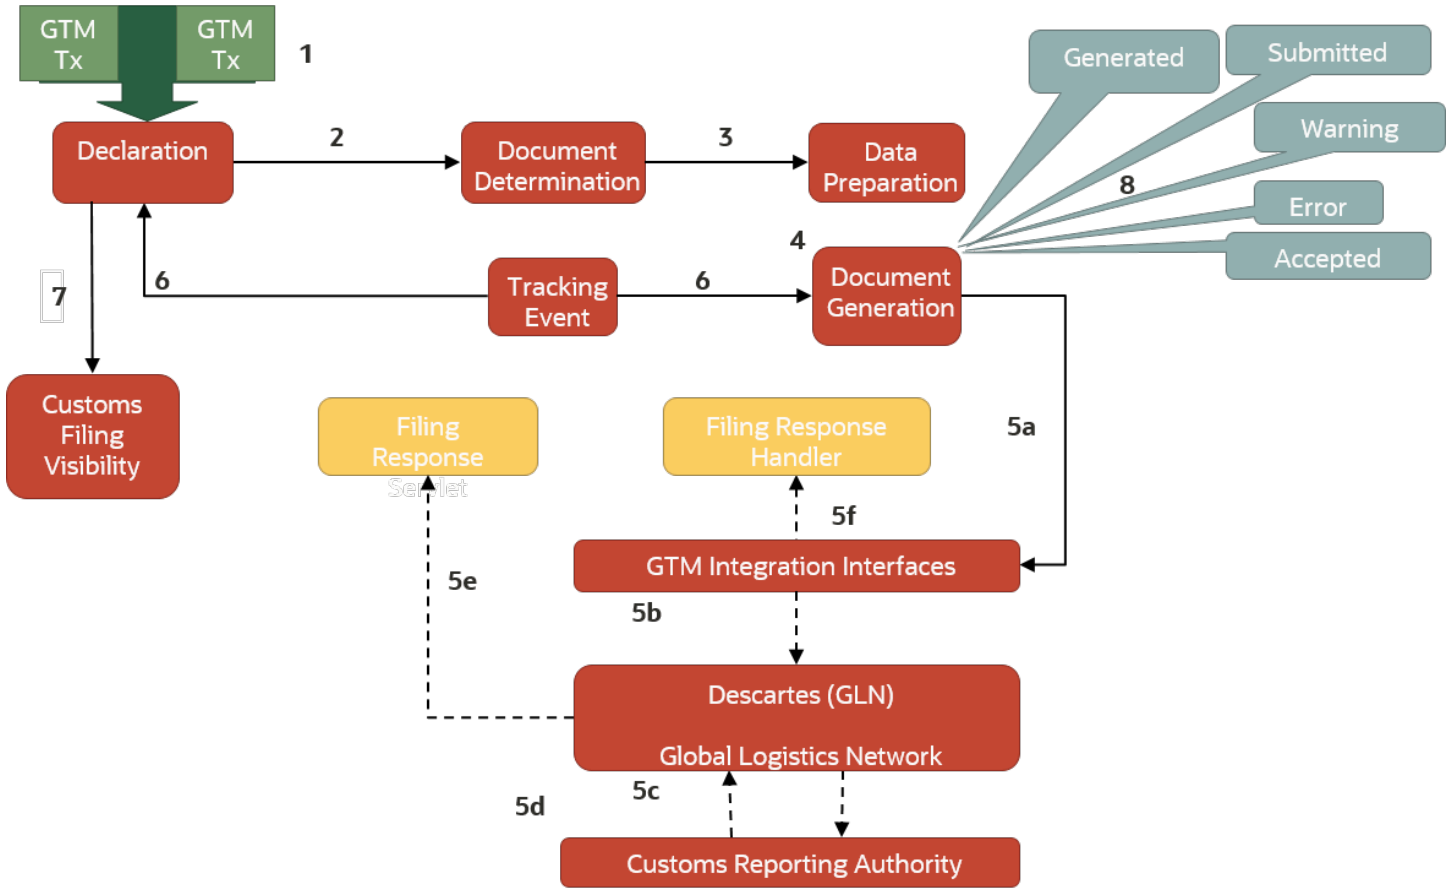 GTM
Tx
GTM
Tx
1
Generated
Submitted
Warning
Error
Accepted
8
Declaration
2
Document
Determination
3
Data
Preparation
4
Document
Generation
6
Tracking
Event
6
7
Customs
Filing
Visibility
Filing
Response
Servlet
Filing Response
Handler
5a
5f
GTM Integration Interfaces
5e
5b
Descartes (GLN)
Global Logistics Network
5c
5d
Customs Reporting Authority